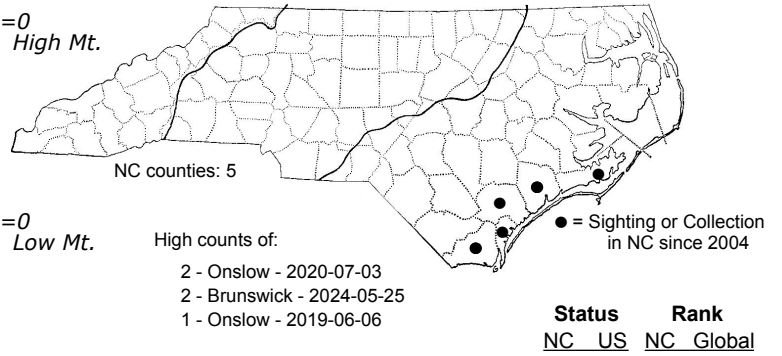 =0
High Mt.
NC counties: 5
=0
Low Mt.
High counts of:
2 - Onslow - 2020-07-03
2 - Brunswick - 2024-05-25
1 - Onslow - 2019-06-06
● = Sighting or Collection
in NC since 2004
Status Rank
NC US NC Global